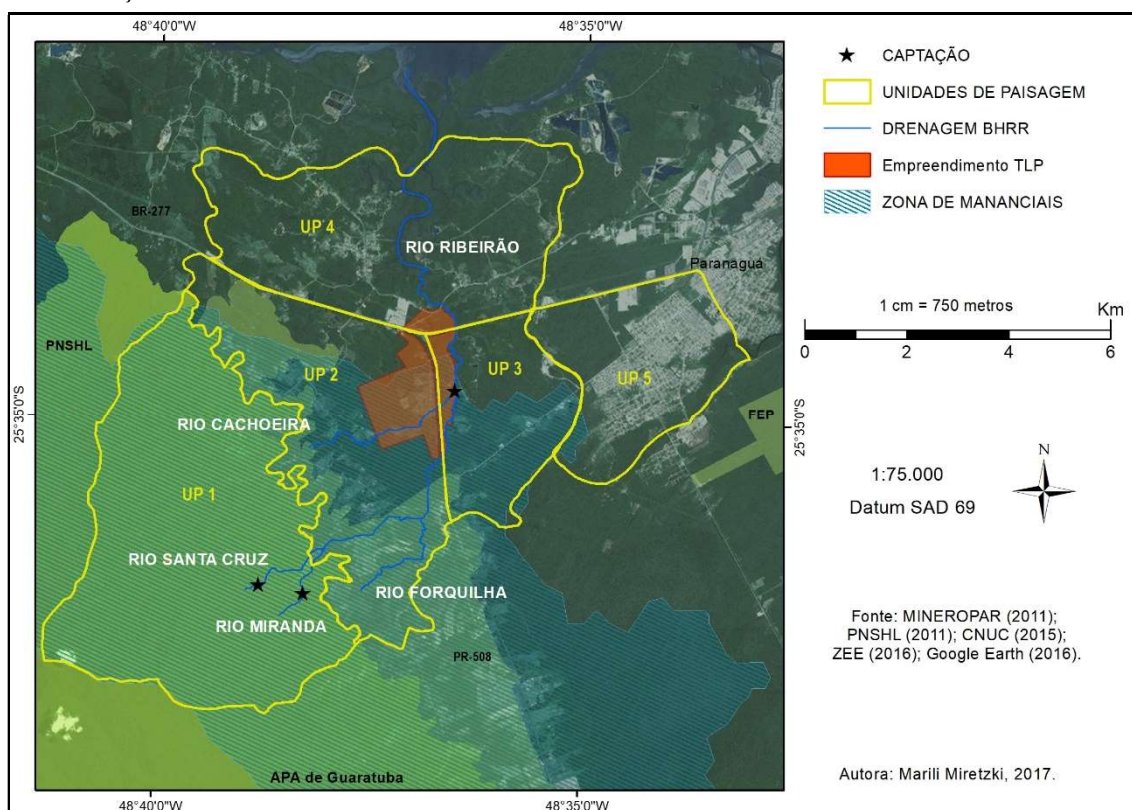 48°40'0"W
48°35'0"W
BR-277
UP 4
RIO RIBEIRÃO
Paranaguá
PNSHL
UP 2
UP 3
UP 5
25°35'0"S
25°35'0"S
RIO CACHOEIRA
FEP
UP 1
RIO SANTA CRUZ
RIO FORQUILHA
RIO MIRANDA
PR-508
APA de Guaratuba
48°40'0"W
48°35'0"W
CAPTAÇÃO
UNIDADES DE PAISAGEM
DRENAGEM BHRR
Empreendimento TLP
ZONA DE MANANCIAIS
1 cm = 750 metros
Km
0 2 4 6
N
1:75.000
Datum SAD 69
Fonte: MINEROPAR (2011);
PNSHL (2011); CNUC (2015);
ZEE (2016); Google Earth (2016).
Autora: Marili Miretzki, 2017.